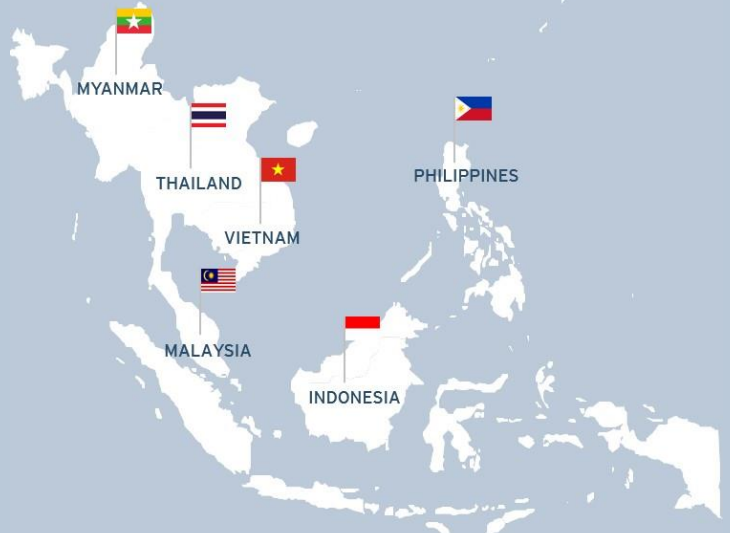 MYANMAR
THAILAND
PHILIPPINES
VIETNAM
MALAYSIA
INDONESIA